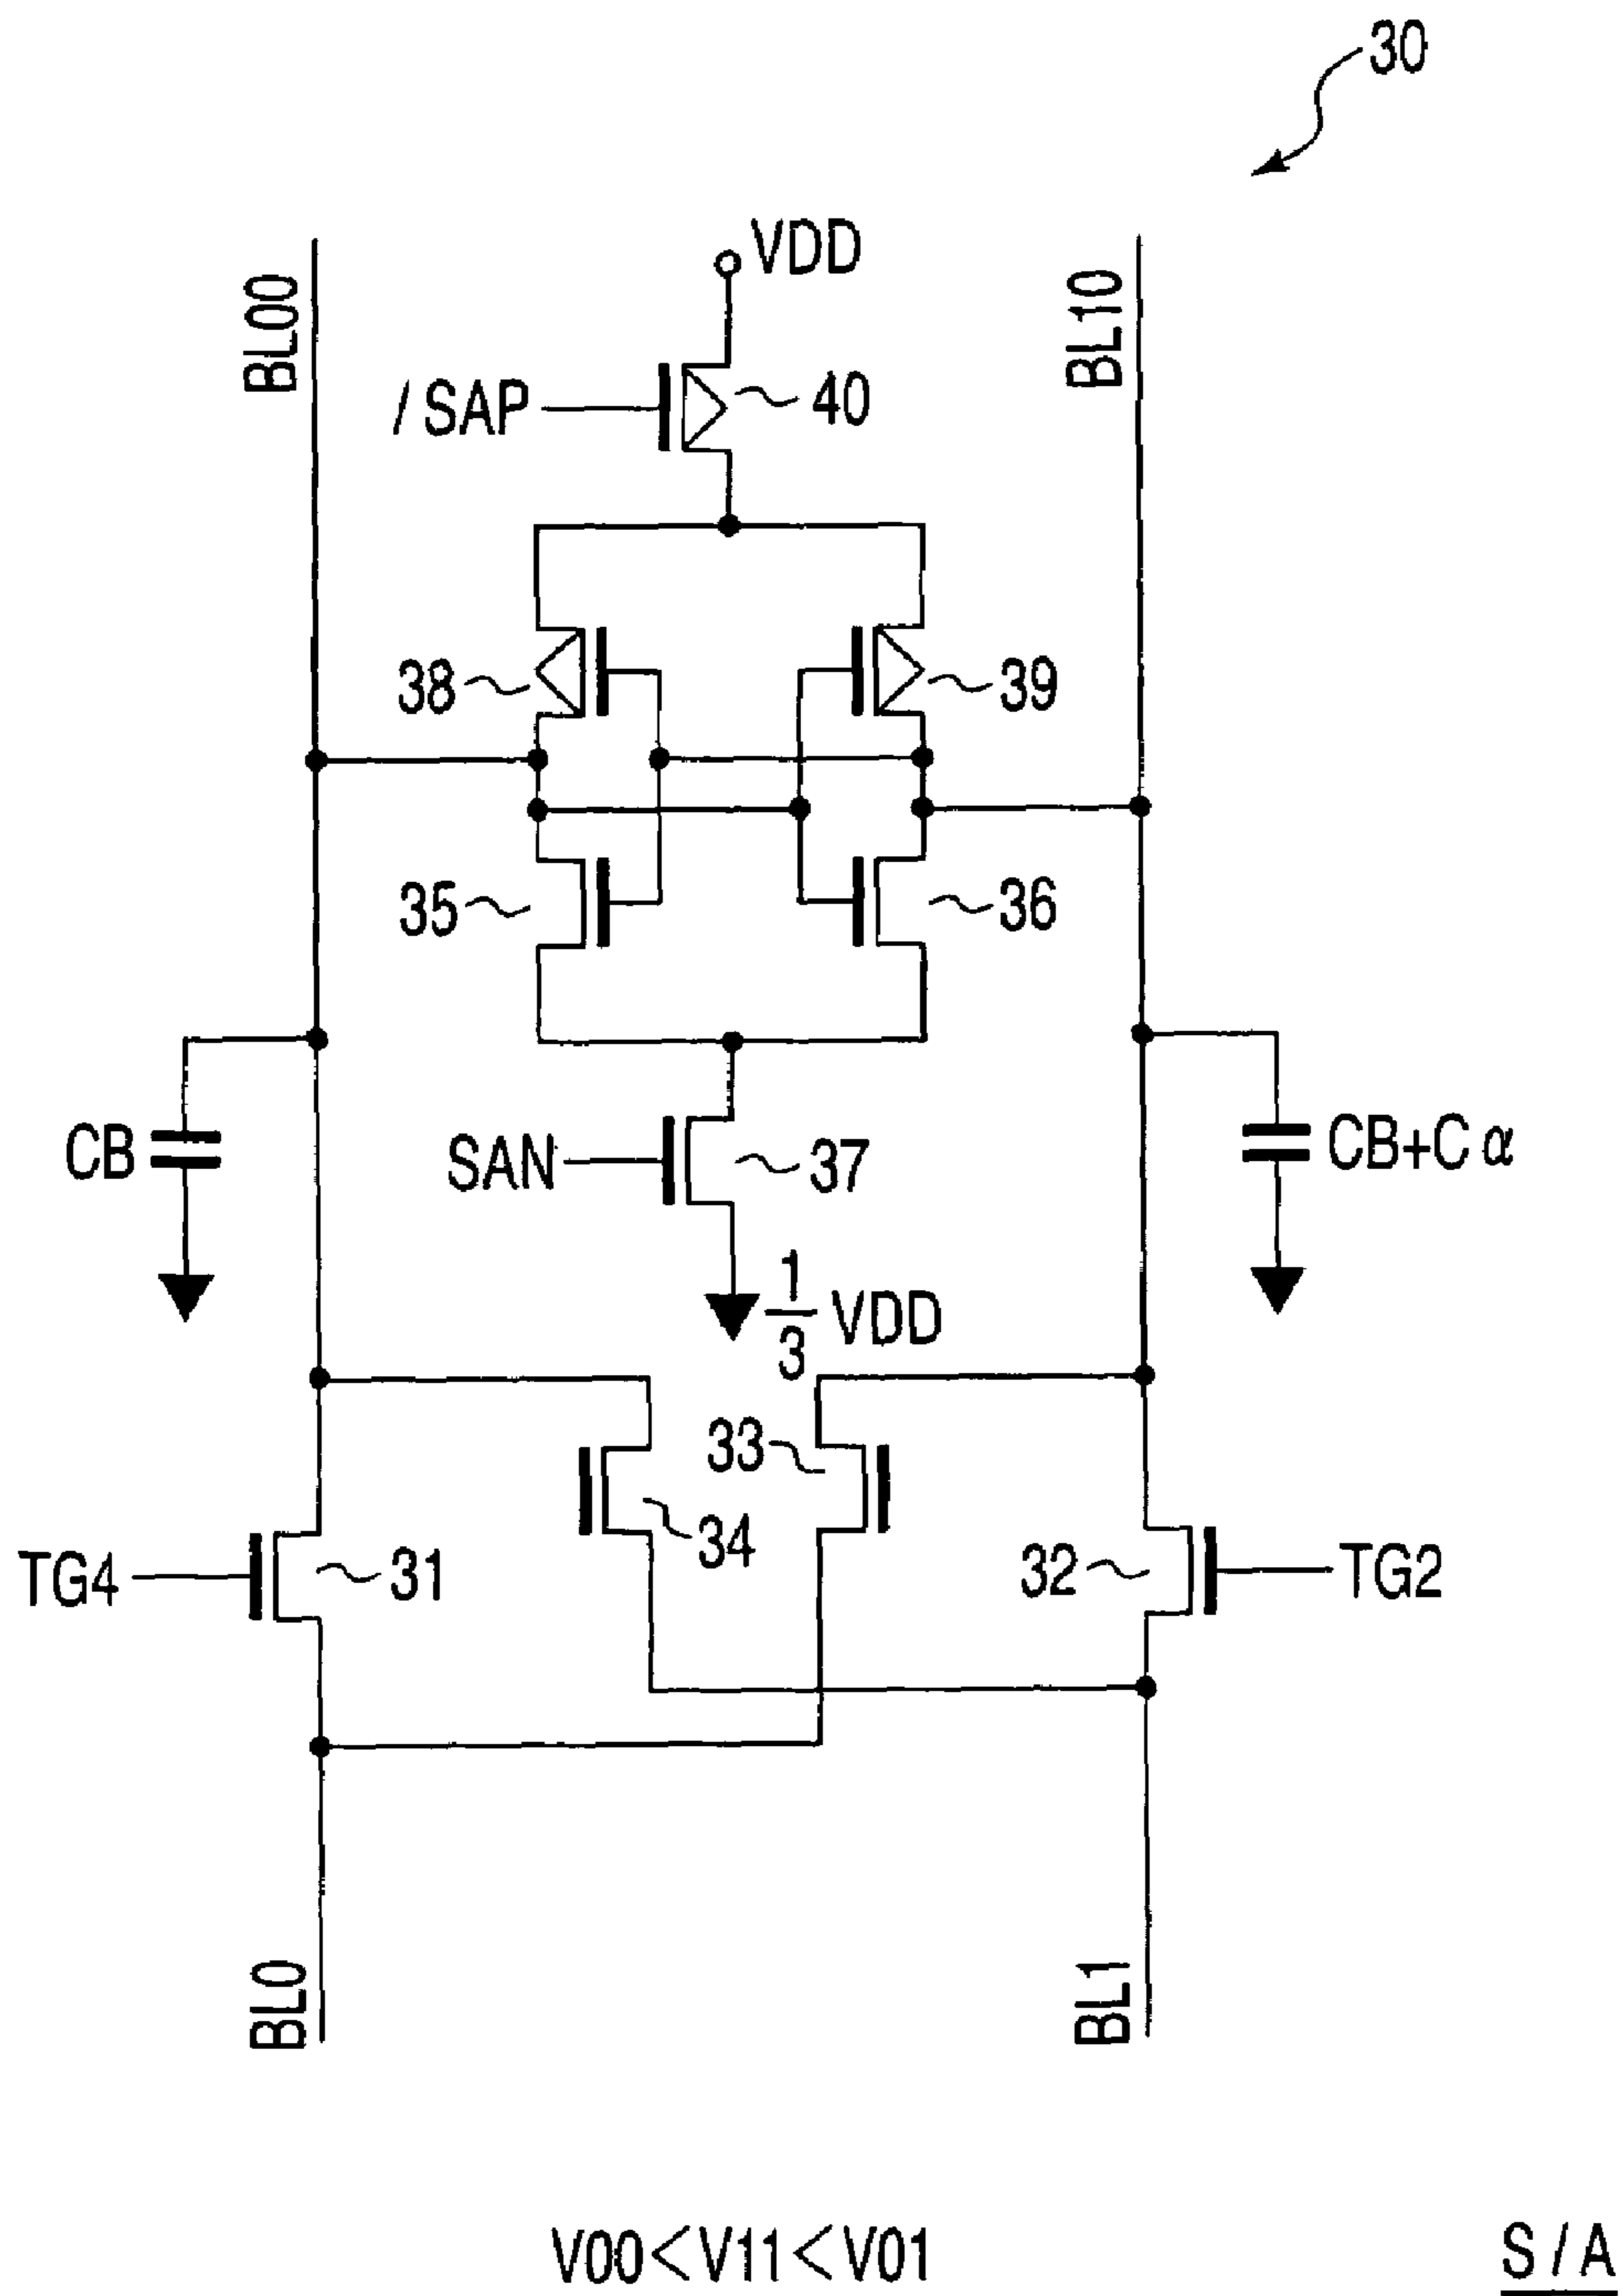 30
VDD
BL00
BL10
/SAP
40
38
39
35
36
CB
SAN
37
CB+Cα
1/3 VDD
33
34
TG4
31
32
TG2
BL0
BL1
V00<V11<V01
S/A